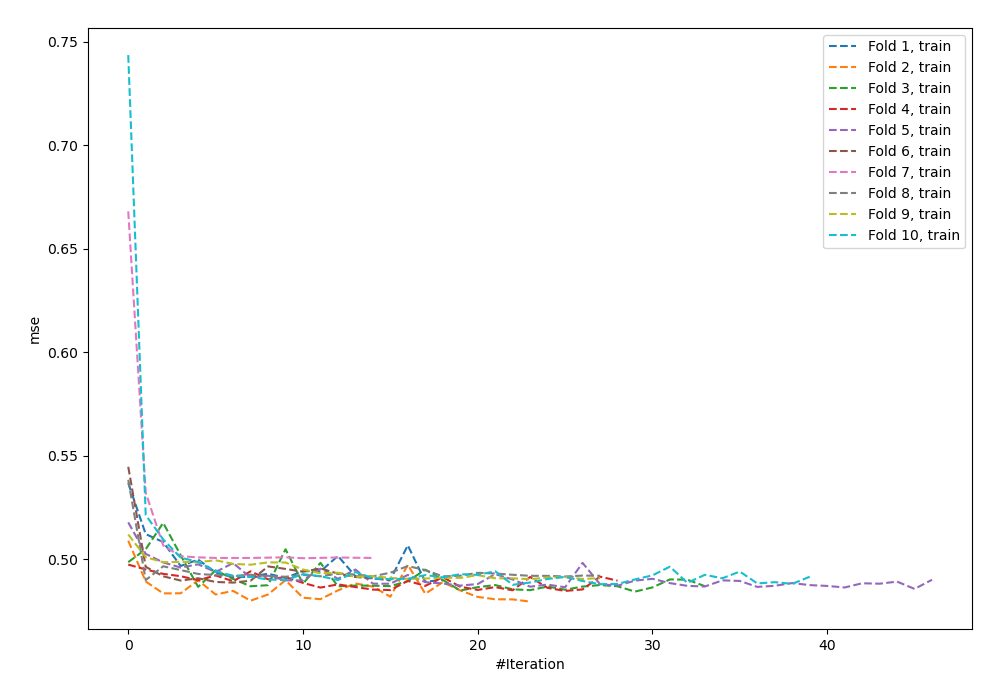 0.75
0.70
0.65
0.60
0.55
0.50
mse
0
10
20
30
40
#Iteration
Fold 1, train
Fold 2, train
Fold 3, train
Fold 4, train
Fold 5, train
Fold 6, train
Fold 7, train
Fold 8, train
Fold 9, train
Fold 10, train